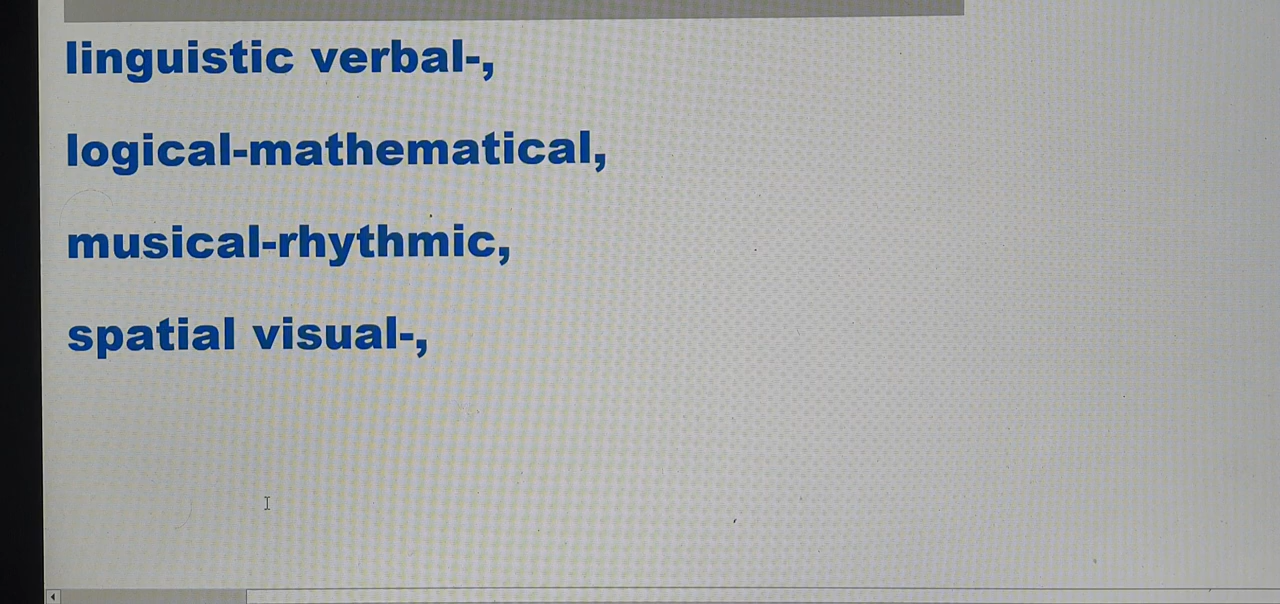 linguistic verbal-,
logical-mathematical,
musical-rhythmic,
spatial visual-,